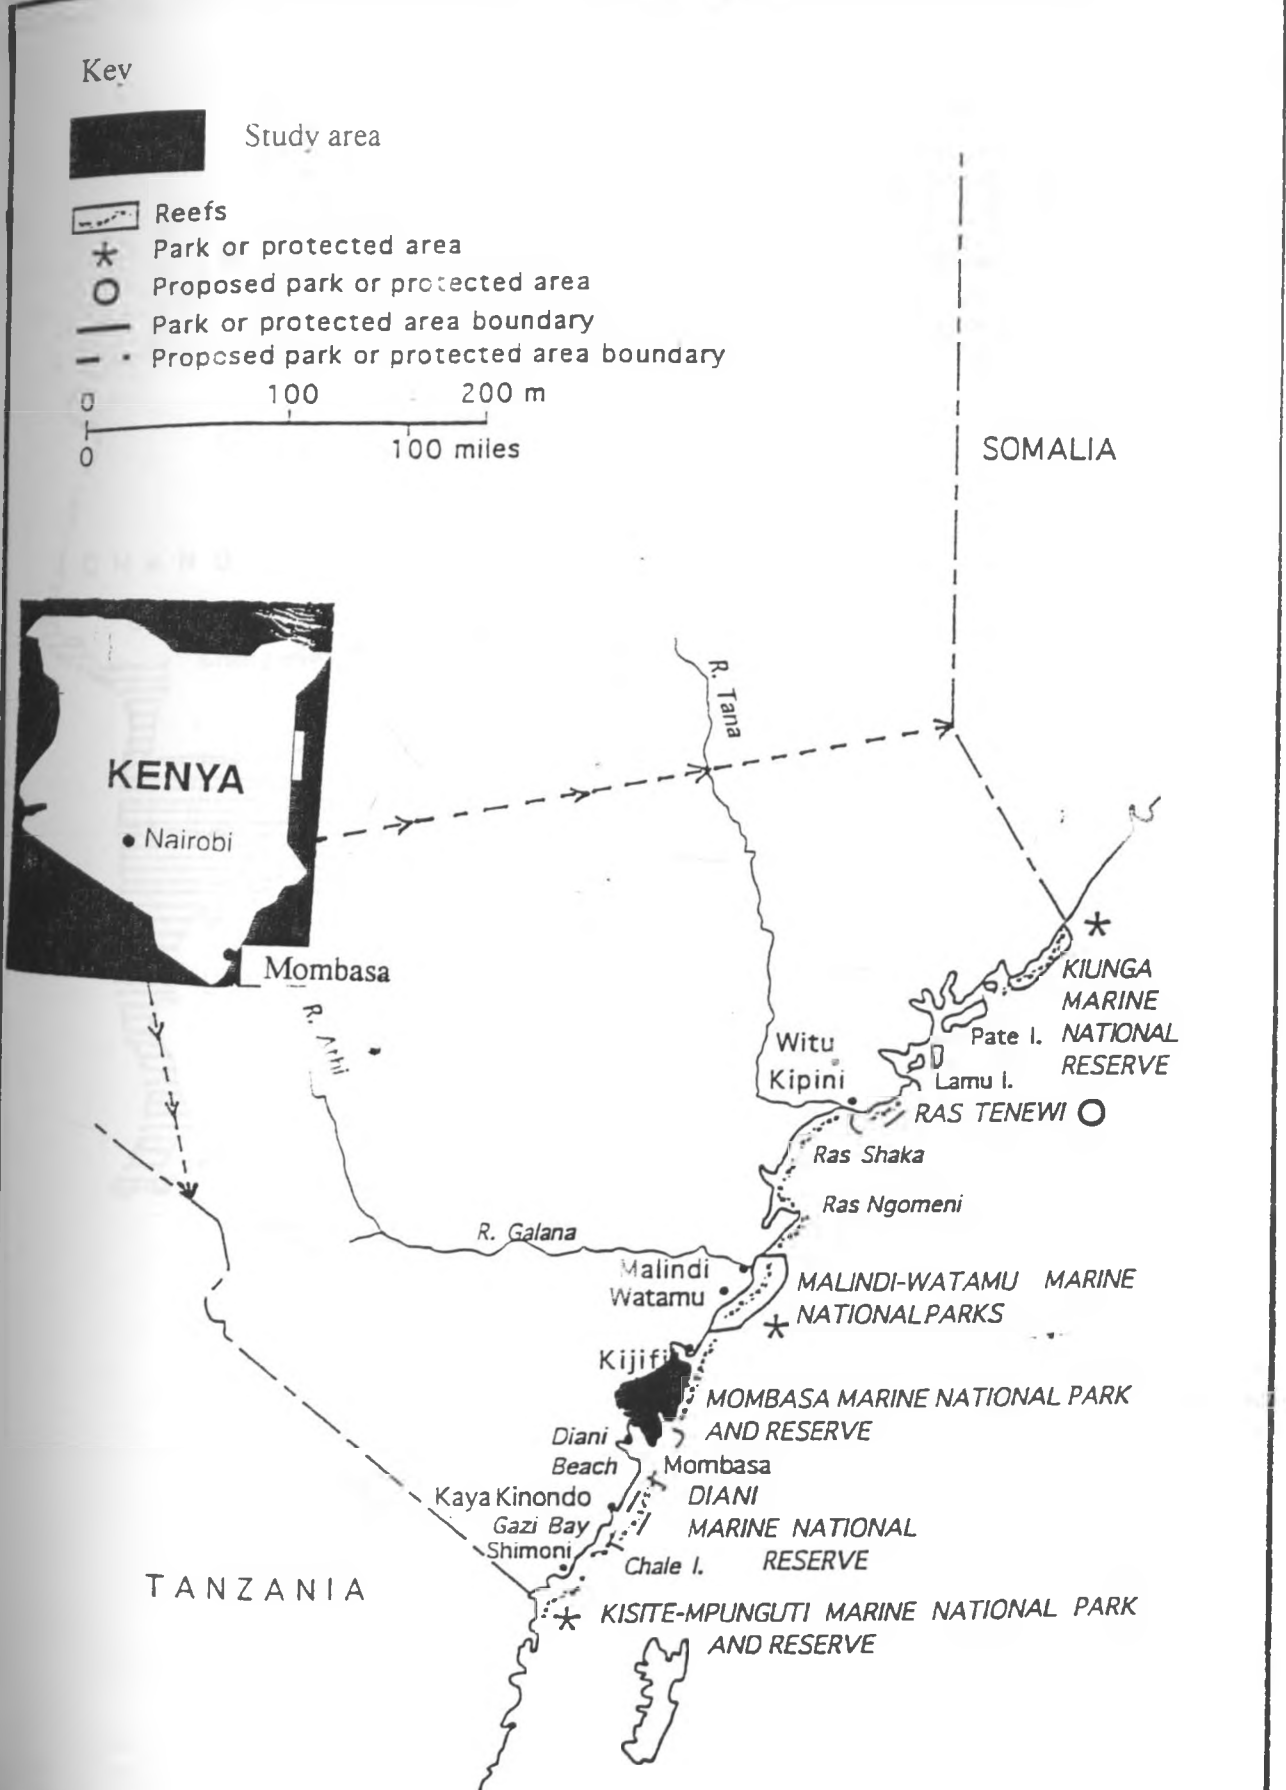 Key
Study area
Reefs
Park or protected area
Proposed park or protected area
Park or protected area boundary
Proposed park or protected area boundary
0 100 200 m
0 100 miles
SOMALIA
R. Tana
KENYA
Nairobi
Mombasa
R. Athi
KIUNGA
MARINE
NATIONAL
RESERVE
Pate I.
Witu
Kipini
Lamu I.
RAS TENEWI
Ras Shaka
Ras Ngomeni
R. Galana
Malindi
Watamu
MALINDI-WATAMU MARINE
NATIONAL PARKS
Kijifi
MOMBASA MARINE NATIONAL PARK
AND RESERVE
Diani
Beach
Mombasa
Kaya Kinondo
DIANI
MARINE NATIONAL
RESERVE
Gazi Bay
Shimoni
Chale I.
TANZANIA
KISITE-MPUNGUTI MARINE NATIONAL PARK
AND RESERVE